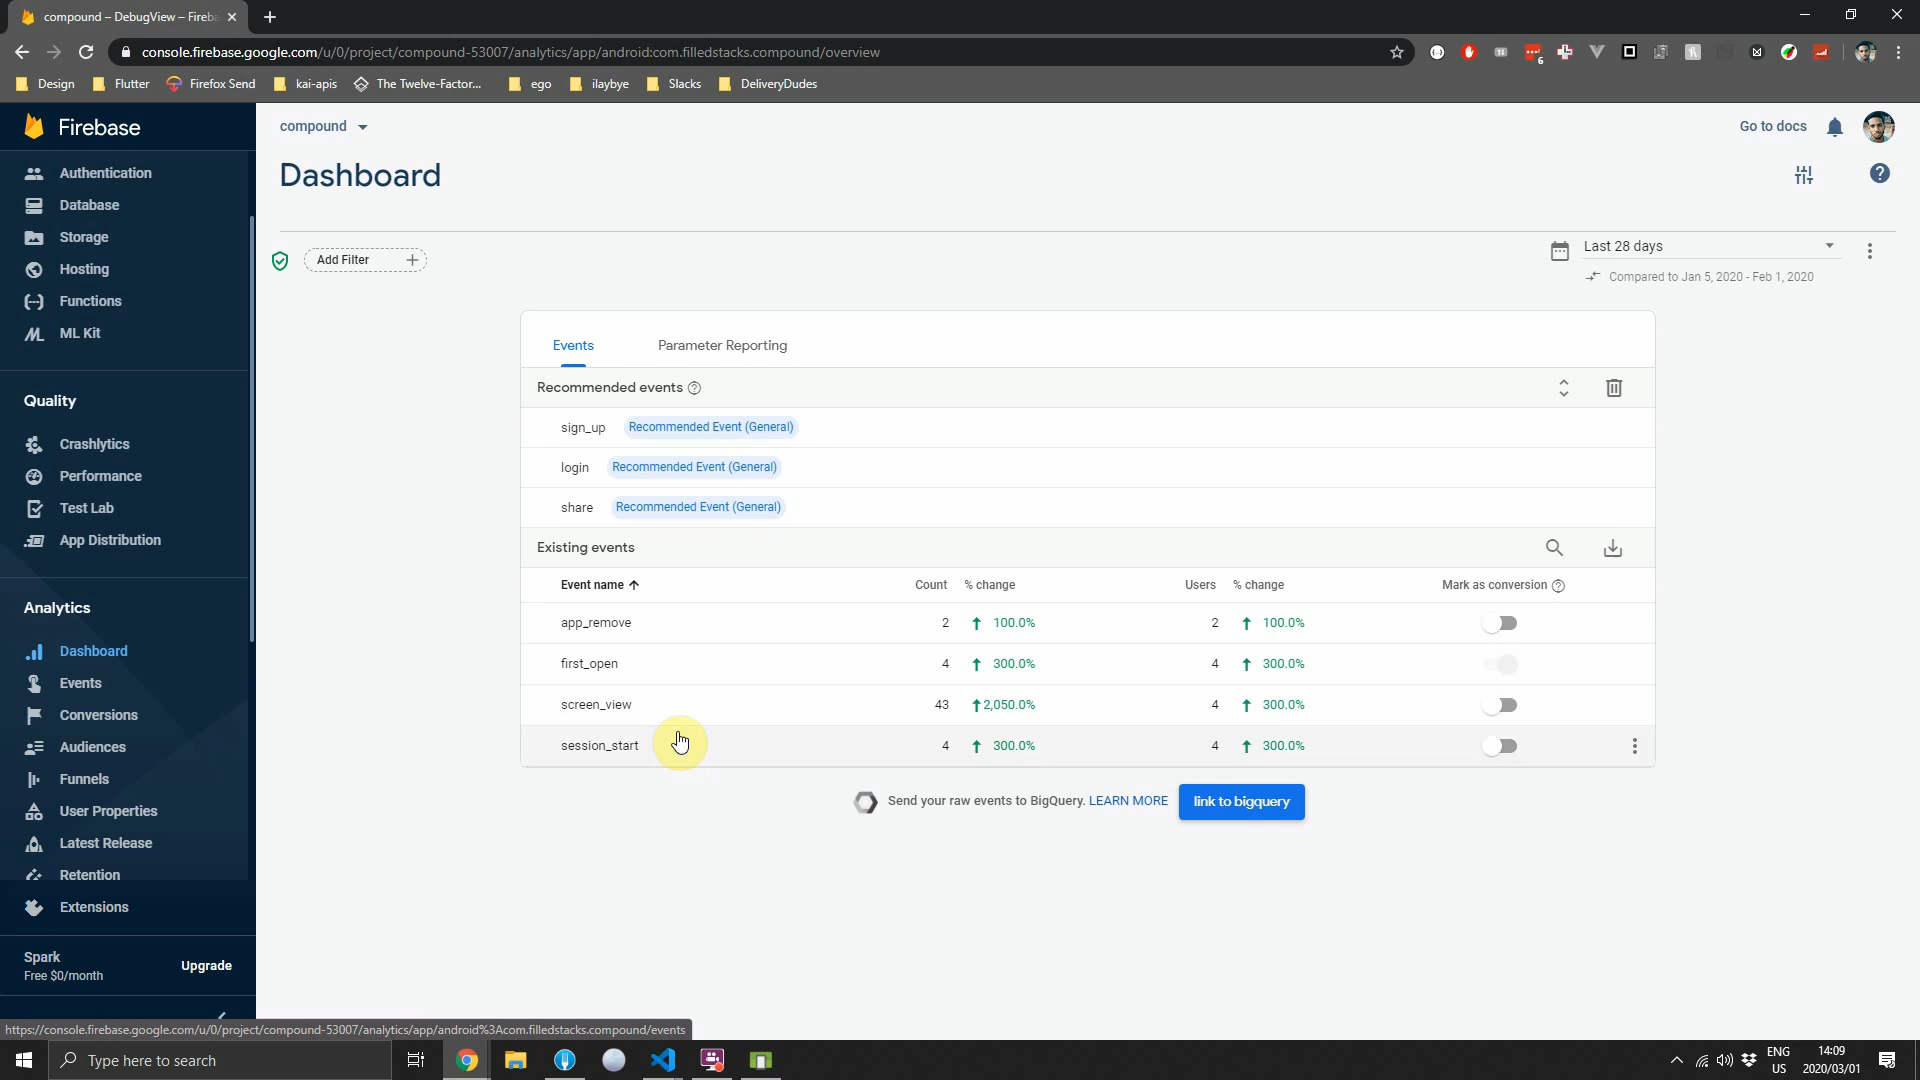 compound – DebugView – Fireba
console.firebase.google.com/u/0/project/compound-53007/analytics/app/android:com.filledstacks.compound/overview
6
Design
Flutter
Firefox Send
kai-apis
The Twelve-Factor...
ego
ilaybye
Slacks
DeliveryDudes
Firebase
Authentication
Database
Storage
Hosting
Functions
ML Kit
Quality
Crashlytics
Performance
Test Lab
App Distribution
Analytics
Dashboard
Events
Conversions
Audiences
Funnels
User Properties
Latest Release
Retention
Extensions
Spark
Free $0/month
Upgrade
compound
Go to docs
Dashboard
Add Filter
Last 28 days
Compared to Jan 5, 2020 - Feb 1, 2020
Events
Parameter Reporting
Recommended events
sign_up Recommended Event (General)
login Recommended Event (General)
share Recommended Event (General)
Existing events
Event name Count % change Users % change Mark as conversion
app_remove 2 100.0% 2 100.0%
first_open 4 300.0% 4 300.0%
screen_view 43 2,050.0% 4 300.0%
session_start 4 300.0% 4 300.0%
Send your raw events to BigQuery. LEARN MORE link to bigquery
https://console.firebase.google.com/u/0/project/compound-53007/analytics/app/android%3Acom.filledstacks.compound/events
Type here to search
ENG
US
14:09
2020/03/01